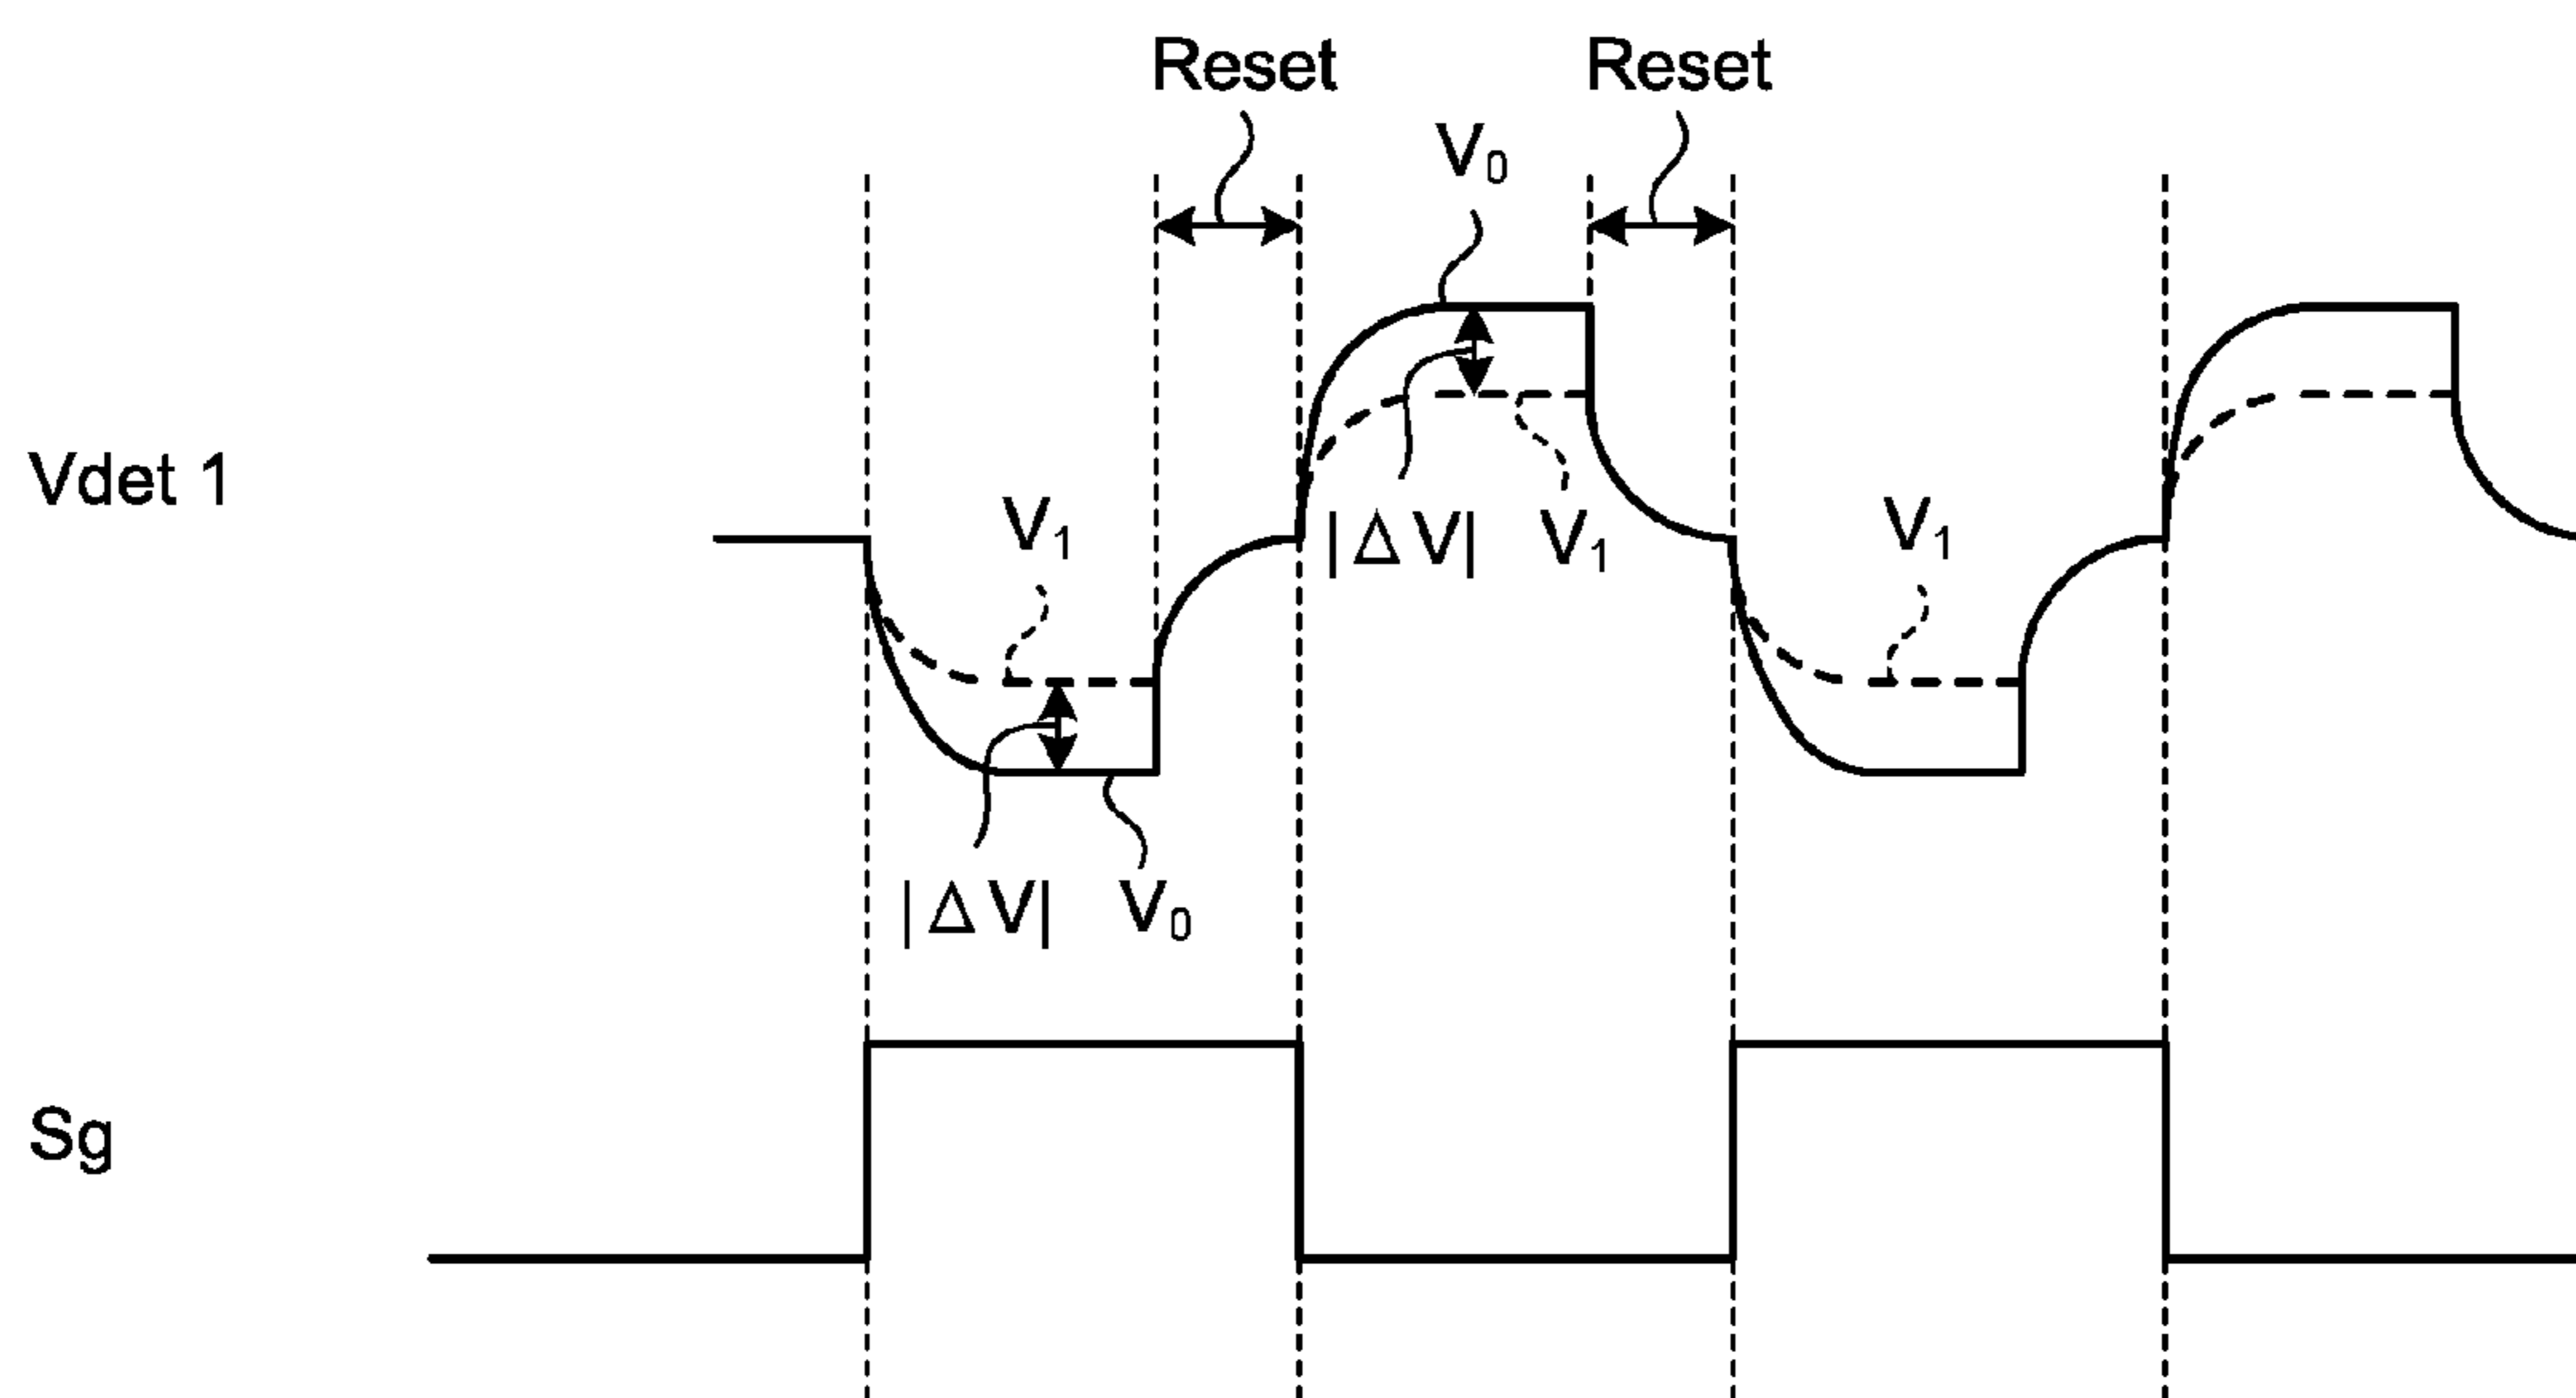 Reset Reset
V₀
Vdet 1
V₁ |ΔV| V₁ V₁
|ΔV| V₀
Sg